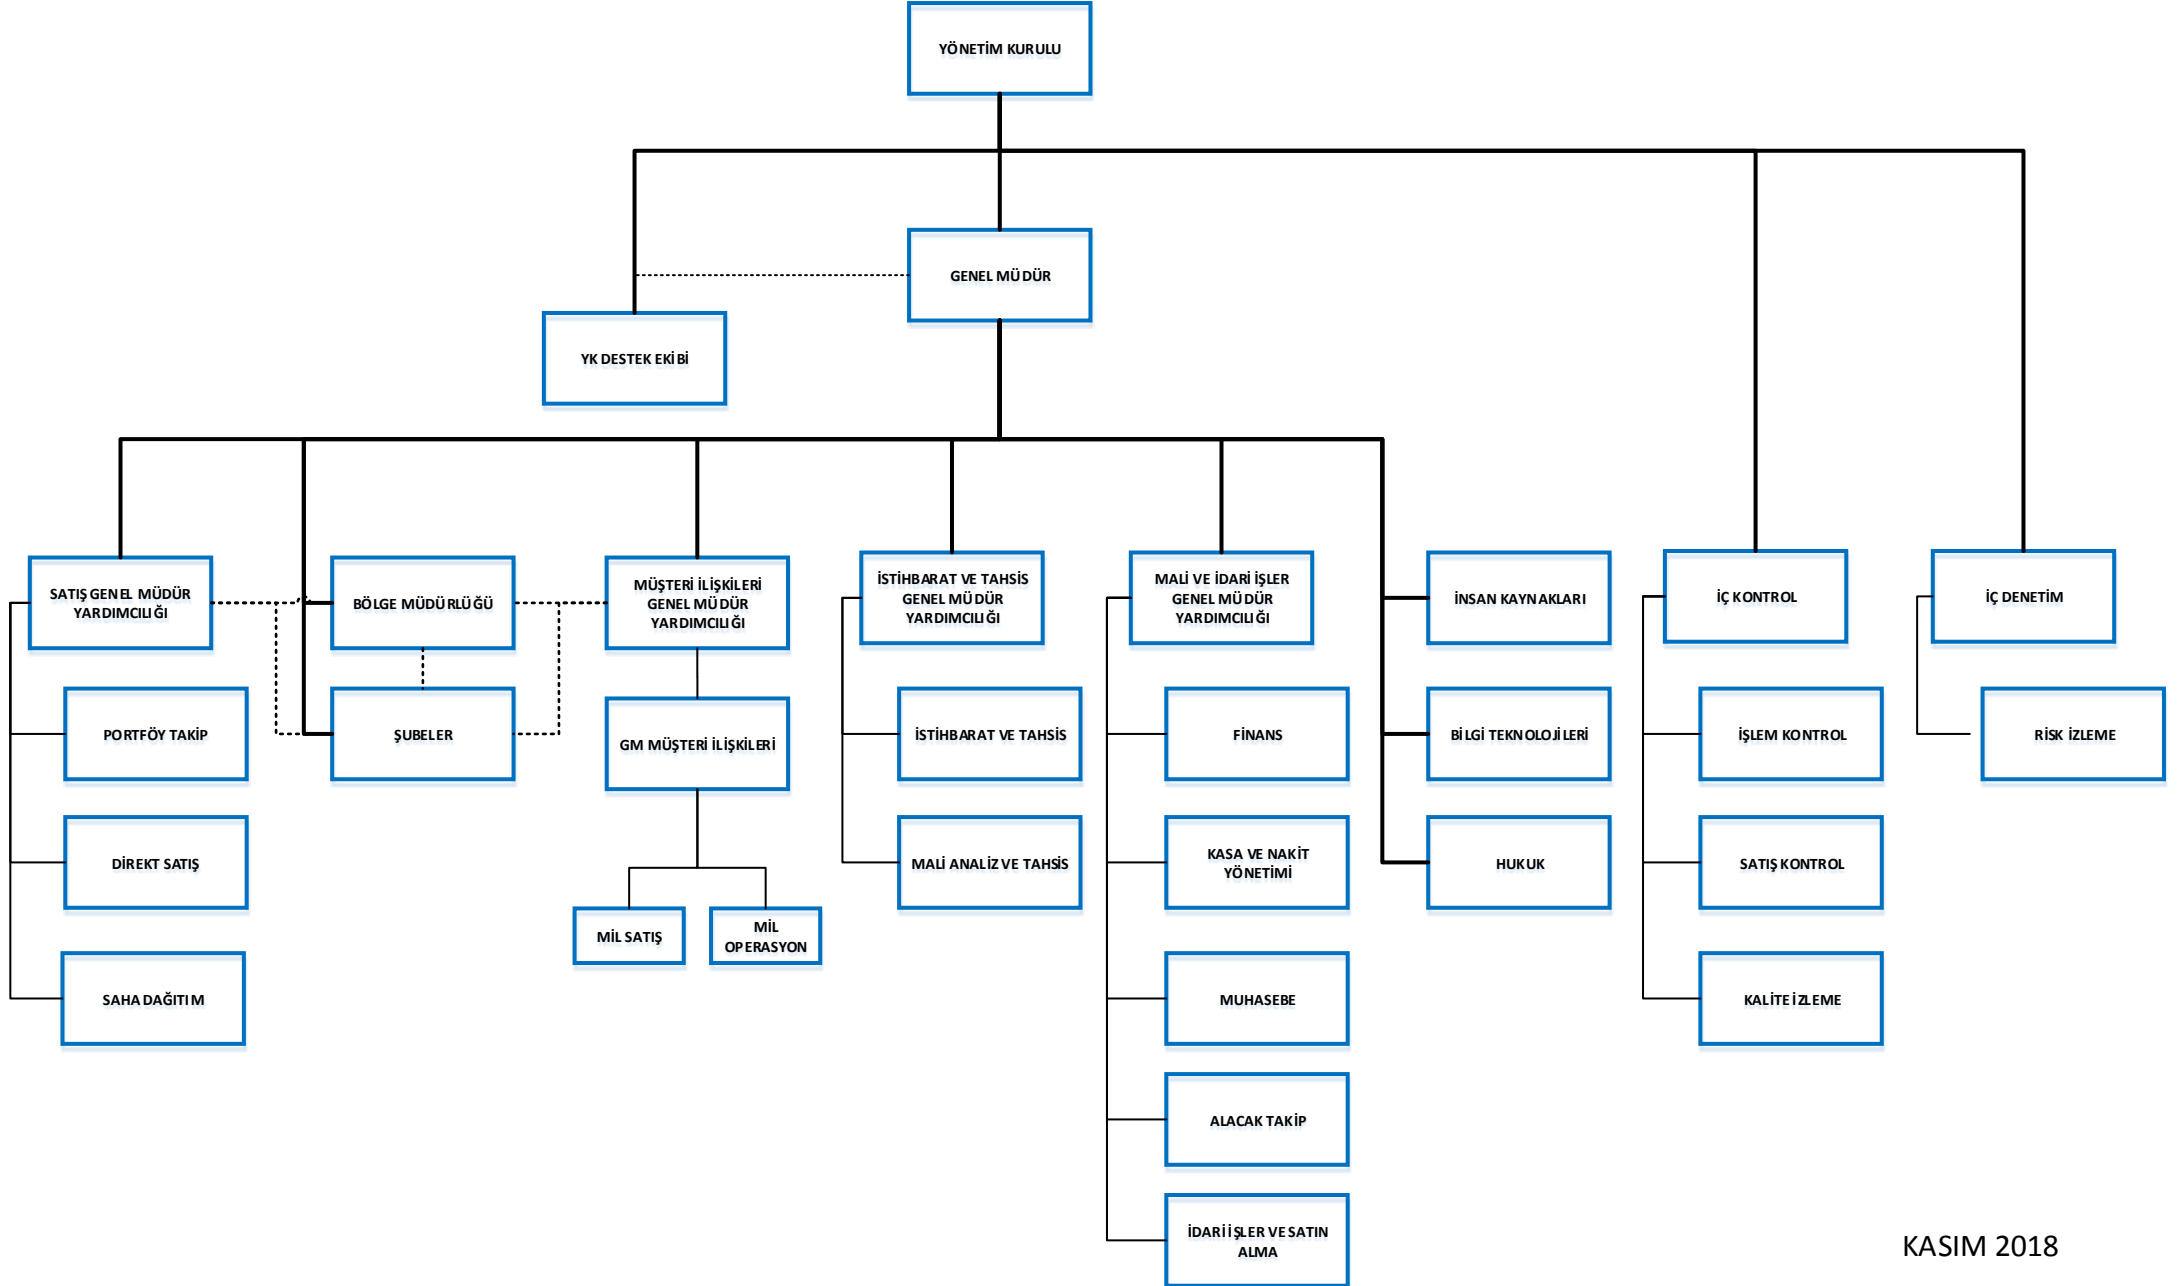 YÖNETİM KURULU
GENEL MÜDÜR
YK DESTEK EKİBİ
SATIŞ GENEL MÜDÜR
YARDIMCILIĞI
BÖLGE MÜDÜRLÜĞÜ
MÜŞTERİ İLİŞKİLERİ
GENEL MÜDÜR
YARDIMCILIĞI
İSTİHBARAT VE TAHSİS
GENEL MÜDÜR
YARDIMCILIĞI
MALİ VE İDARİ İŞLER
GENEL MÜDÜR
YARDIMCILIĞI
İNSAN KAYNAKLARI
İÇ KONTROL
İÇ DENETİM
PORTFÖY TAKİP
ŞUBELER
GM MÜŞTERİ İLİŞKİLERİ
İSTİHBARAT VE TAHSİS
FİNANS
BİLGİ TEKNOLOJİLERİ
İŞLEM KONTROL
RİSK İZLEME
DİREKT SATIŞ
MALİ ANALİZ VE TAHSİS
KASA VE NAKİT
YÖNETİMİ
HUKUK
SATIŞ KONTROL
MİL SATIŞ
MİL
OPERASYON
SAHA DAĞITIM
MUHASEBE
KALİTE İZLEME
ALACAK TAKİP
İDARİ İŞLER VE SATIN
ALMA
KASIM 2018